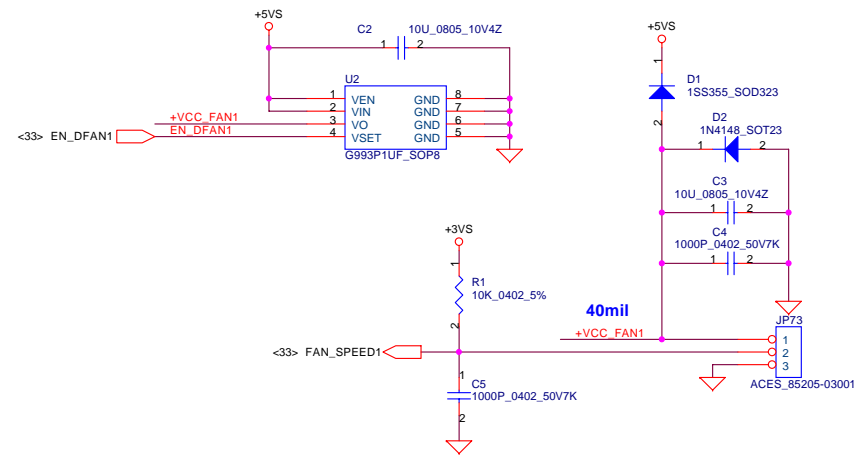 +5VS
C2 10U_0805_10V4Z
1 2
U2
1 VEN GND 8
2 VIN GND 7
+VCC_FAN1 3 VO GND 6
<33> EN_DFAN1 EN_DFAN1 4 VSET GND 5
G993P1UF_SOP8
+5VS
1
D1
1SS355_SOD323
2
D2
1N4148_SOT23
1 2
C3
10U_0805_10V4Z
1 2
C4
1000P_0402_50V7K
1 2
+3VS
1
R1
10K_0402_5%
2
40mil
+VCC_FAN1
JP73
1
2
3
ACES_85205-03001
<33> FAN_SPEED1
1
C5
1000P_0402_50V7K
2